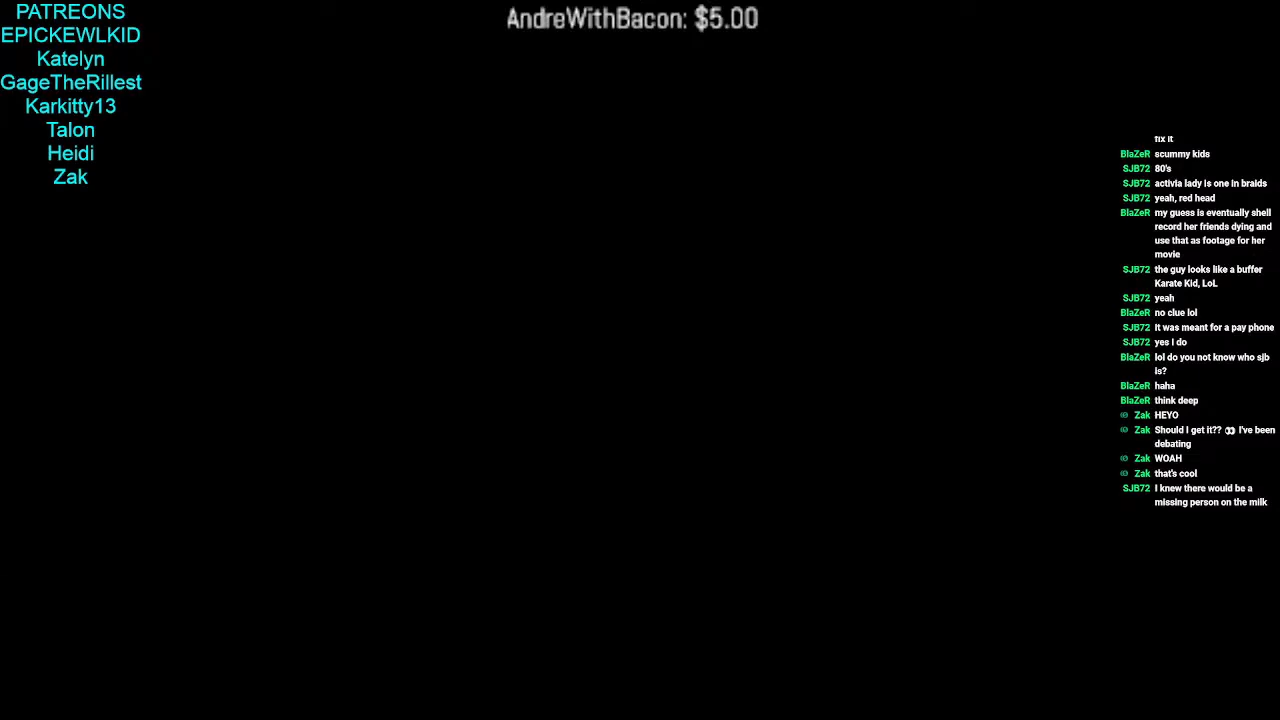 PATREONS
EPICKEWLKID
Katelyn
GageTheRillest
Karkitty13
Talon
Heidi
Zak
AndreWithBacon: $5.00
fix it
BlaZeR scummy kids
SJB72 80's
SJB72 activia lady is one in braids
SJB72 yeah, red head
BlaZeR my guess is eventually shell
record her friends dying and
use that as footage for her
movie
SJB72 the guy looks like a buffer
Karate Kid, LoL
SJB72 yeah
BlaZeR no clue lol
SJB72 it was meant for a pay phone
SJB72 yes i do
BlaZeR lol do you not know who sjb
is?
BlaZeR haha
BlaZeR think deep
Zak HEYO
Zak Should I get it?? 👀 I've been
debating
Zak WOAH
Zak that's cool
SJB72 I knew there would be a
missing person on the milk